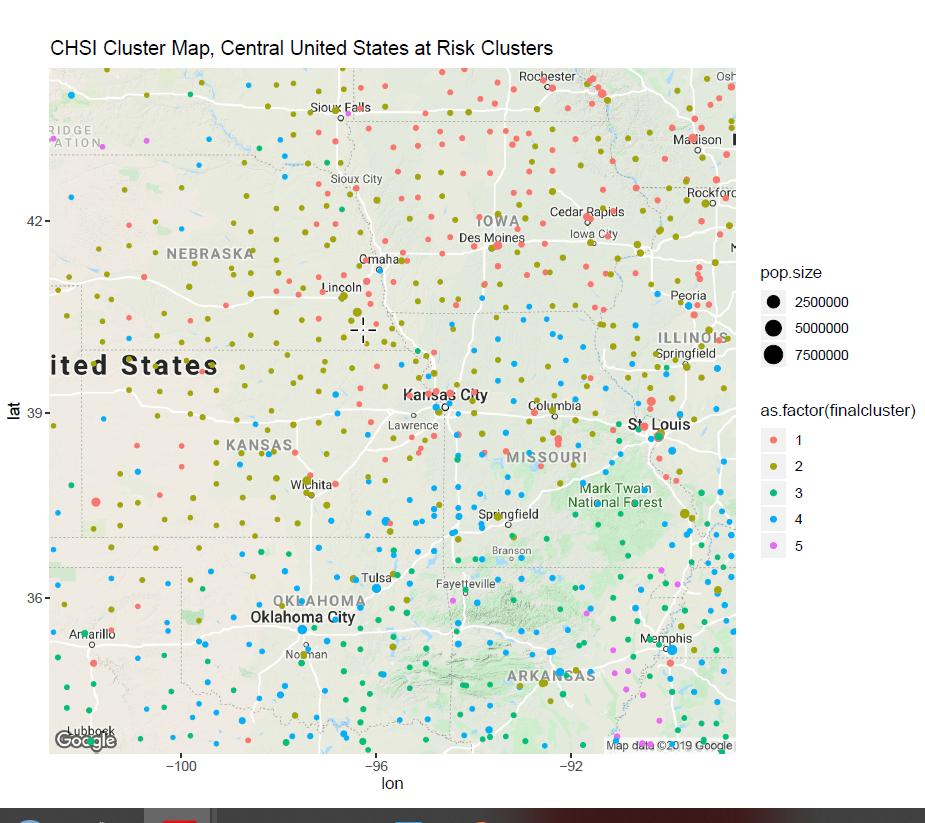 CHSI Cluster Map, Central United States at Risk Clusters
Rochester
Osh
Sioux Falls
RIDGE
ATION
Madison
Sioux City
Rockford
42
IOWA
Cedar Rapids
Des Moines
Iowa City
NEBRASKA
Omaha
Lincoln
Peoria
ILLINOIS
Springfield
ited States
Kansas City
Columbia
39
Lawrence
St. Louis
KANSAS
MISSOURI
Wichita
Mark Twain
National Forest
Springfield
Branson
Tulsa
Fayetteville
36
OKLAHOMA
Oklahoma City
Amarillo
Memphis
Norman
ARKANSAS
Lubbock
Google
Map data ©2019 Google
−100
−96
−92
lon
lat
pop.size
2500000
5000000
7500000
as.factor(finalcluster)
1
2
3
4
5